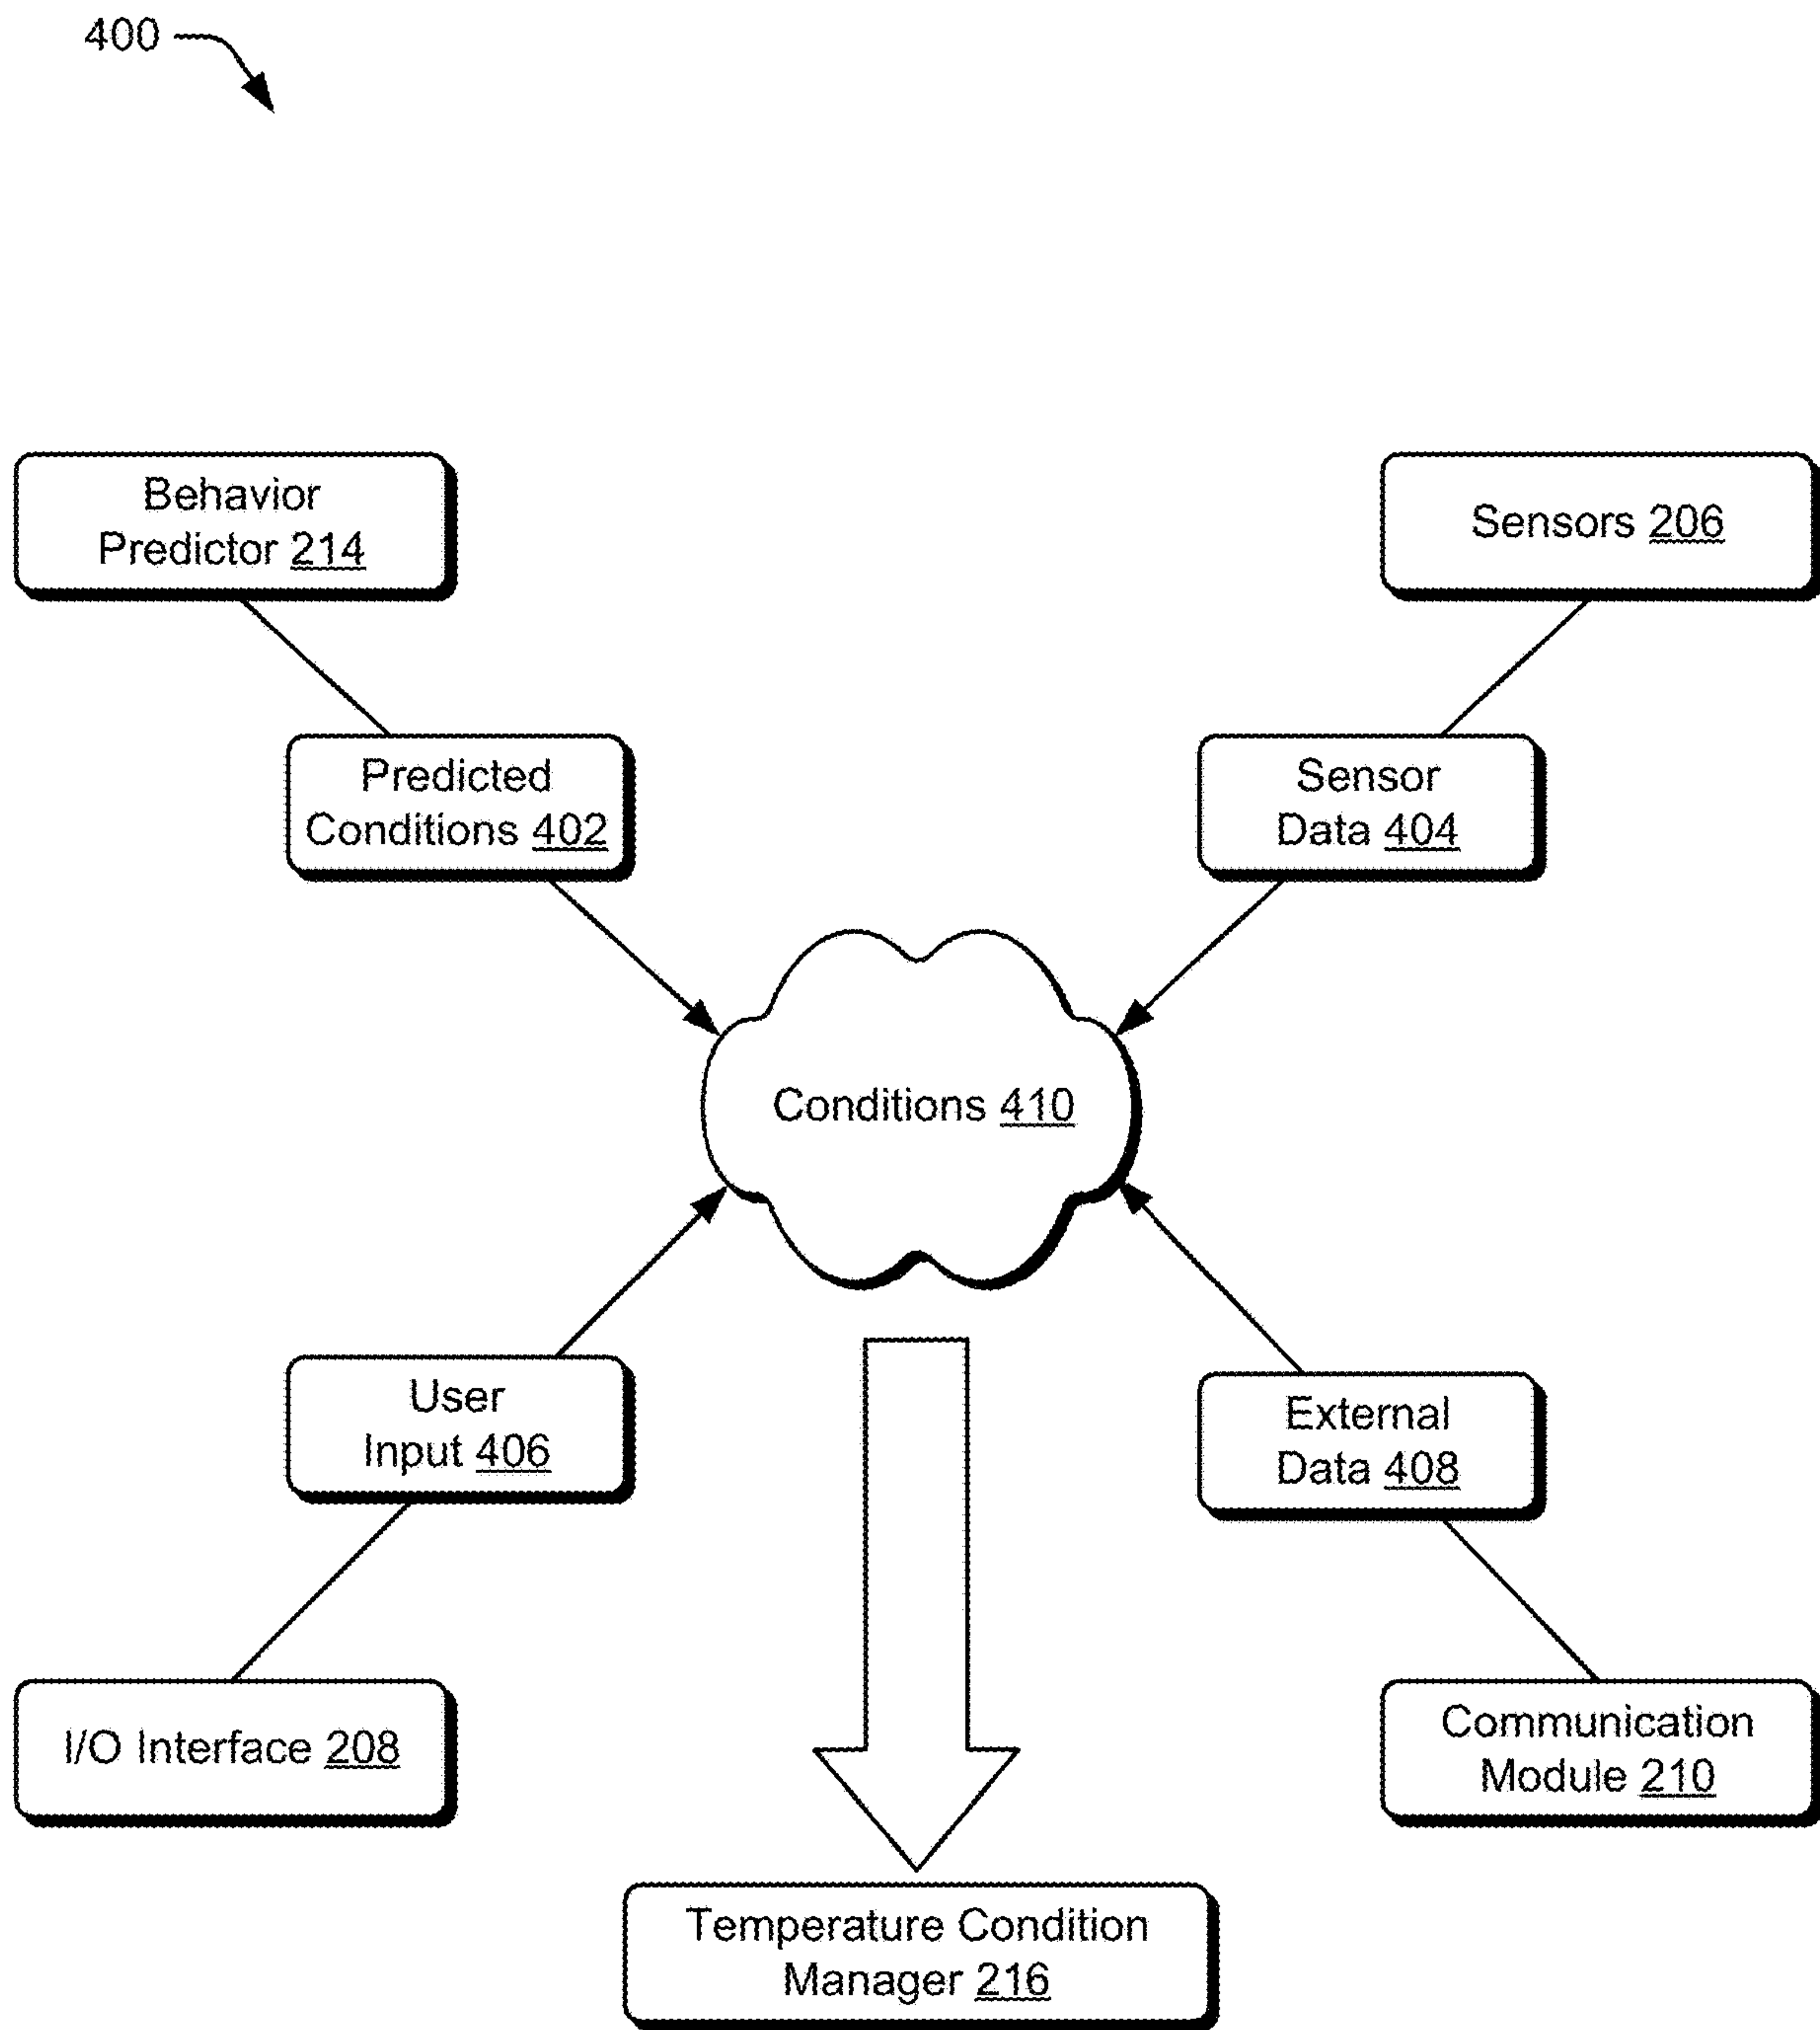 400
Behavior
Predictor 214
Sensors 206
Predicted
Conditions 402
Sensor
Data 404
Conditions 410
User
Input 406
External
Data 408
I/O Interface 208
Communication
Module 210
Temperature Condition
Manager 216